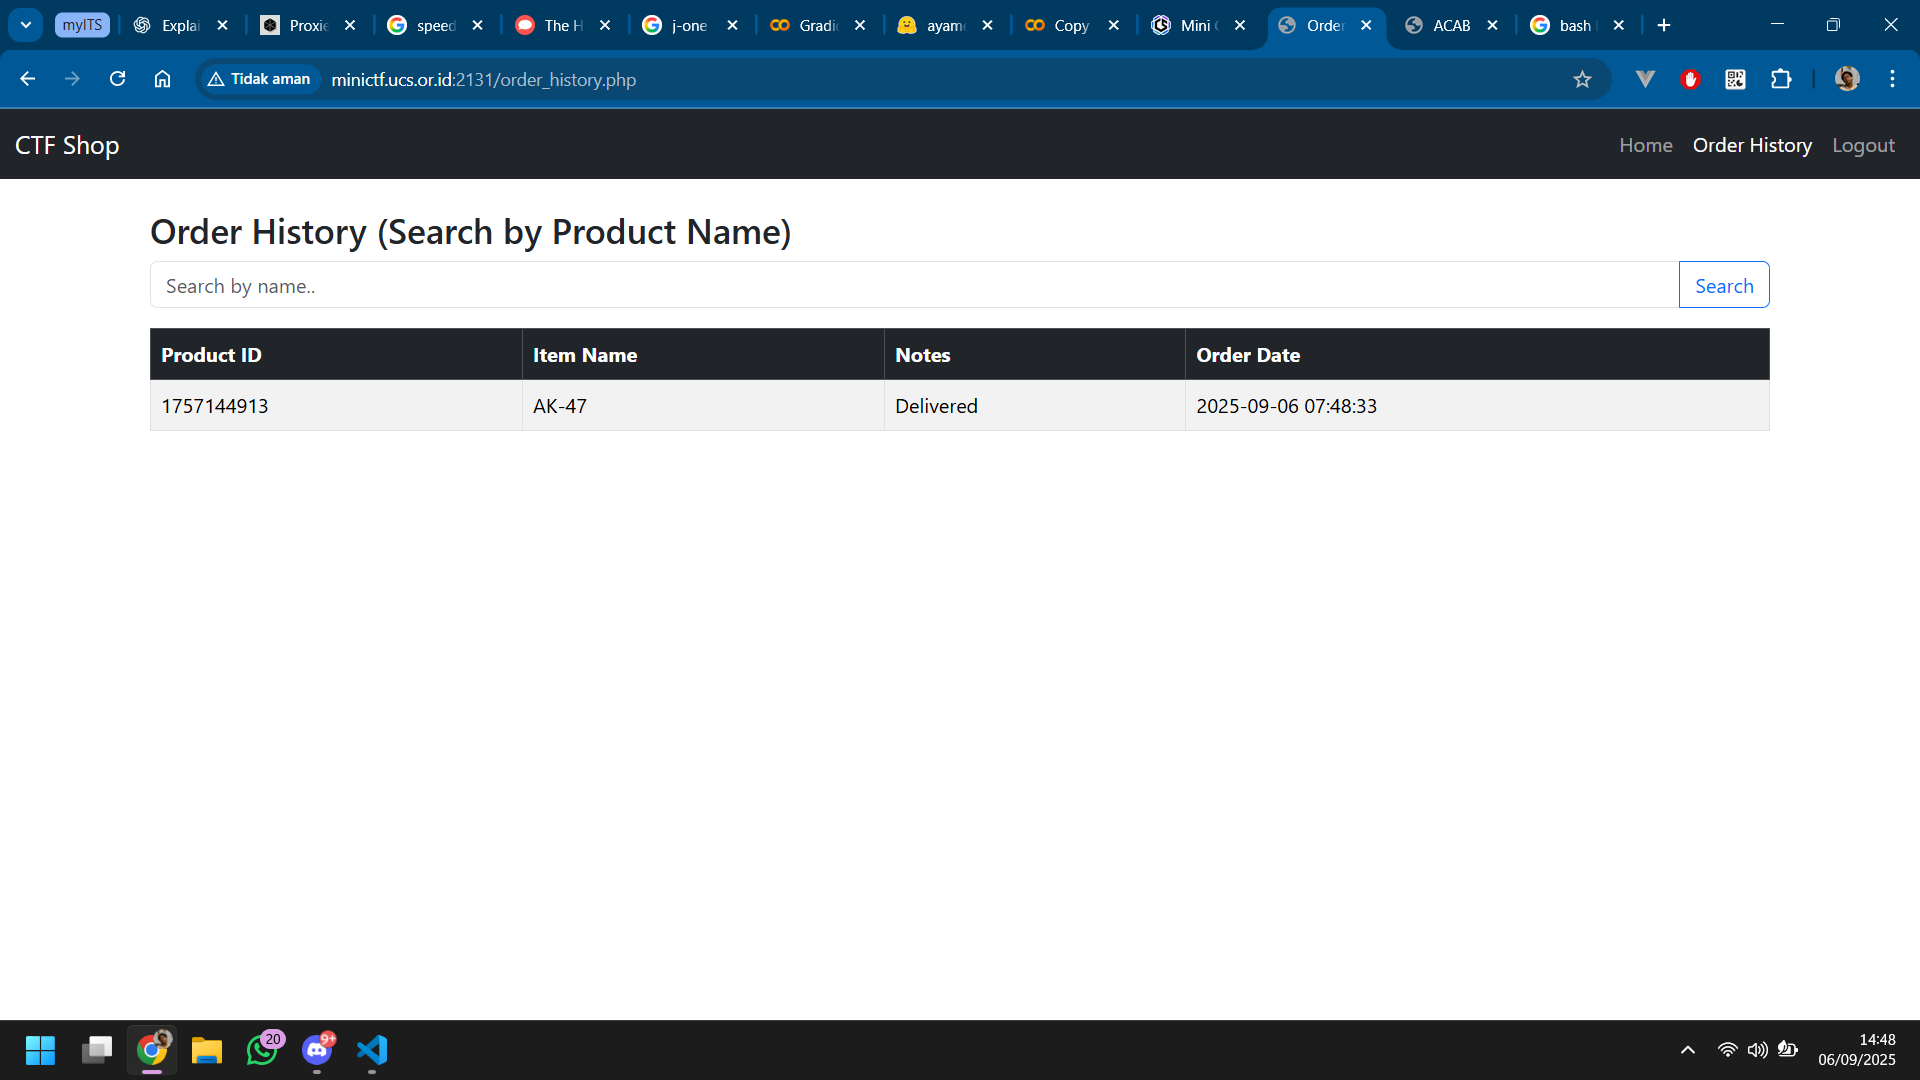 myITS
Explai
Proxie
speed
The H
j-one
Gradi
ayame
Copy
Mini C
Order
ACAB
bash
Tidak aman
minictf.ucs.or.id:2131/order_history.php
CTF Shop
Home
Order History
Logout
Order History (Search by Product Name)
Search by name..
Search
Product ID
Item Name
Notes
Order Date
1757144913
AK-47
Delivered
2025-09-06 07:48:33
20
9+
14:48
06/09/2025